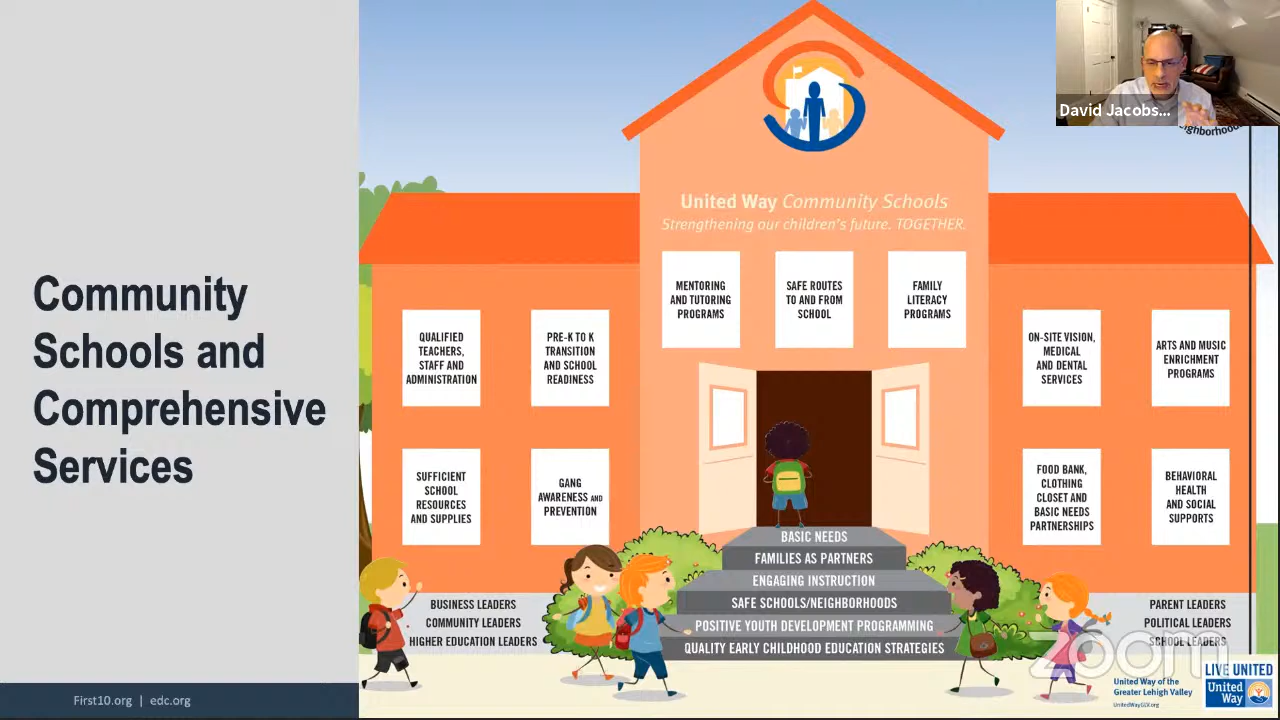 Community
Schools and
Comprehensive
Services
First10.org | edc.org
United Way Community Schools
Strengthening our children's future. TOGETHER.
MENTORING
AND TUTORING
PROGRAMS
SAFE ROUTES
TO AND FROM
SCHOOL
FAMILY
LITERACY
PROGRAMS
QUALIFIED
TEACHERS,
STAFF AND
ADMINISTRATION
PRE-K TO K
TRANSITION
AND SCHOOL
READINESS
ON-SITE VISION,
MEDICAL
AND DENTAL
SERVICES
ARTS AND MUSIC
ENRICHMENT
PROGRAMS
SUFFICIENT
SCHOOL
RESOURCES
AND SUPPLIES
GANG
AWARENESS AND
PREVENTION
FOOD BANK,
CLOTHING
CLOSET AND
BASIC NEEDS
PARTNERSHIPS
BEHAVIORAL
HEALTH
AND SOCIAL
SUPPORTS
BASIC NEEDS
FAMILIES AS PARTNERS
ENGAGING INSTRUCTION
SAFE SCHOOLS/NEIGHBORHOODS
POSITIVE YOUTH DEVELOPMENT PROGRAMMING
QUALITY EARLY CHILDHOOD EDUCATION STRATEGIES
BUSINESS LEADERS
COMMUNITY LEADERS
HIGHER EDUCATION LEADERS
PARENT LEADERS
POLITICAL LEADERS
SCHOOL LEADERS
zoom
United Way of the
Greater Lehigh Valley
UnitedWayGLV.org
LIVE UNITED
United
Way
David Jacobs...